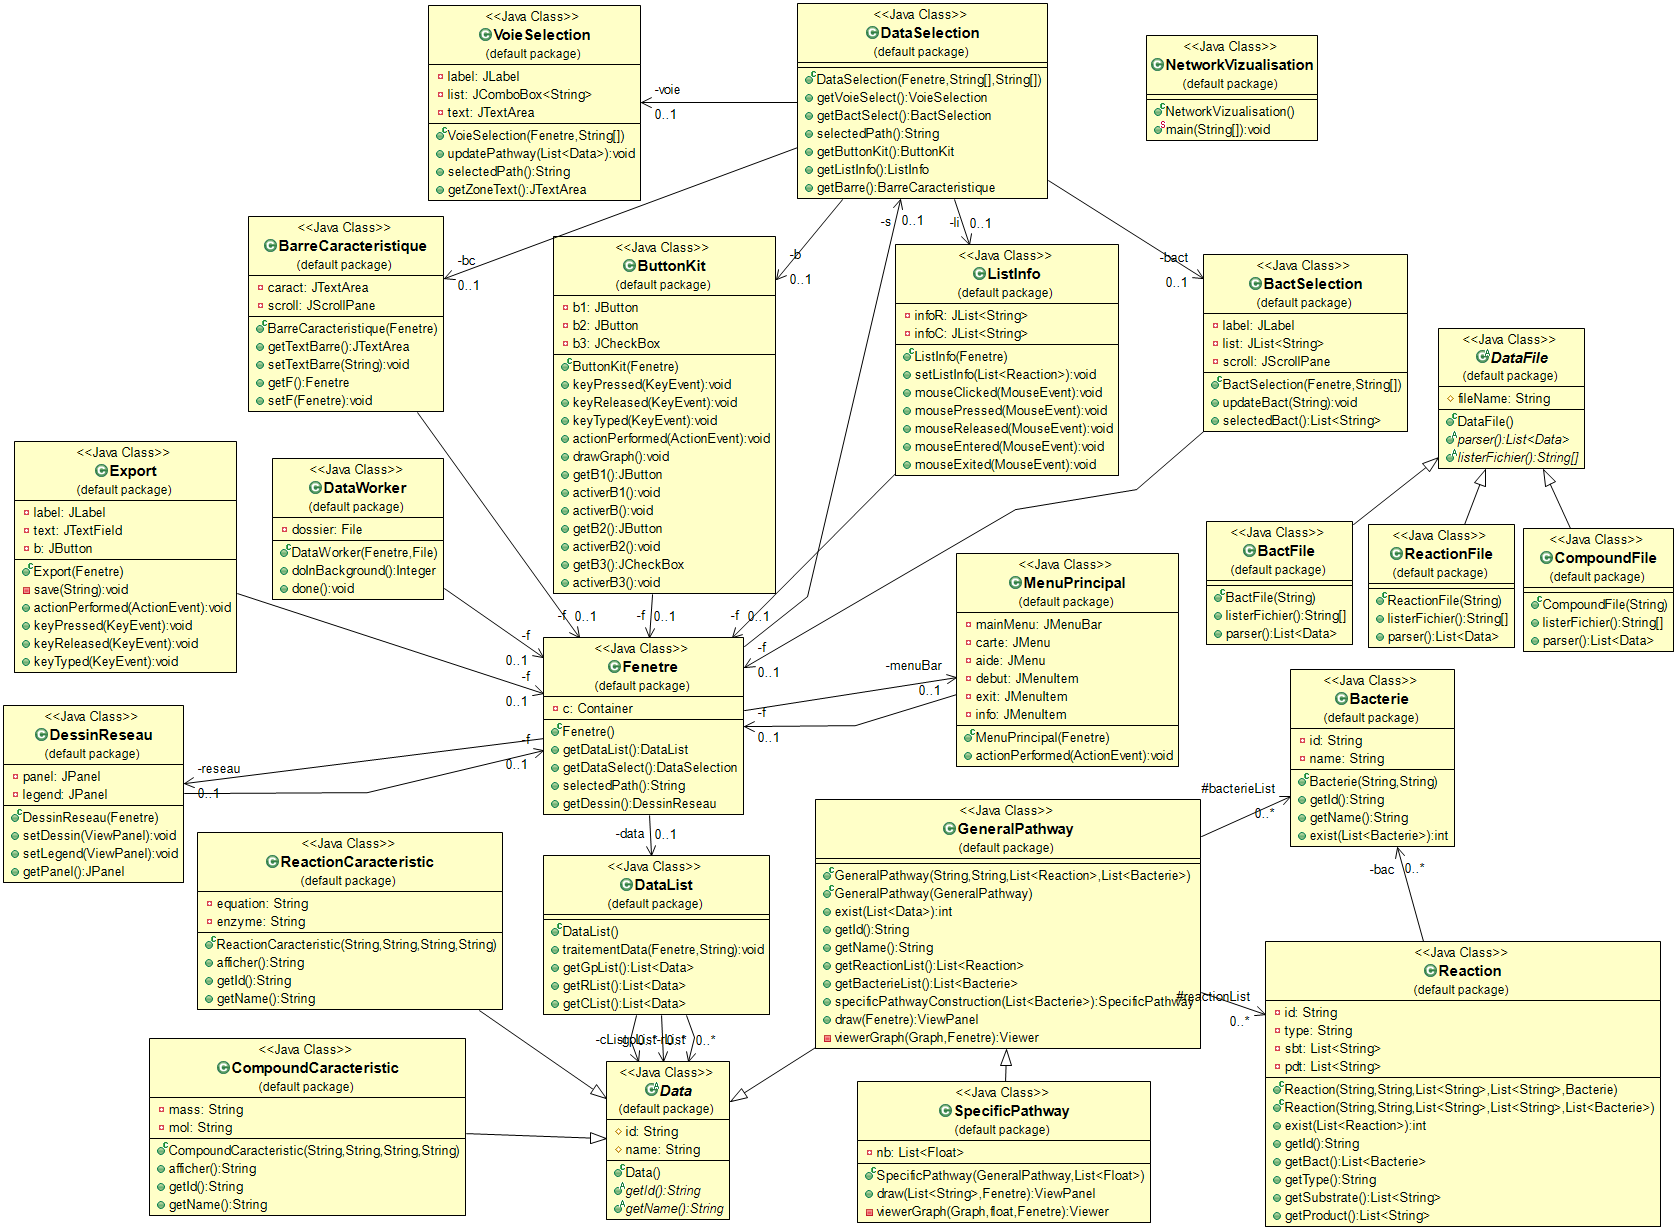 <<Java Class>>
VoieSelection
(default package)
label: JLabel
list: JComboBox<String>
text: JTextArea
VoieSelection(Fenetre,String[])
updatePathway(List<Data>):void
selectedPath():String
getZoneText():JTextArea
<<Java Class>>
DataSelection
(default package)
DataSelection(Fenetre,String[],String[])
getVoieSelect():VoieSelection
getBactSelect():BactSelection
selectedPath():String
getButtonKit():ButtonKit
getListInfo():ListInfo
getBarre():BarreCaracteristique
<<Java Class>>
NetworkVizualisation
(default package)
NetworkVizualisation()
main(String[]):void
-voie
0..1
-bc
0..1
-b
0..1
-s
0..1
-li
0..1
-bact
0..1
<<Java Class>>
BarreCaracteristique
(default package)
caract: JTextArea
scroll: JScrollPane
BarreCaracteristique(Fenetre)
getTextBarre():JTextArea
setTextBarre(String):void
getF():Fenetre
setF(Fenetre):void
<<Java Class>>
ButtonKit
(default package)
b1: JButton
b2: JButton
b3: JCheckBox
ButtonKit(Fenetre)
keyPressed(KeyEvent):void
keyReleased(KeyEvent):void
keyTyped(KeyEvent):void
actionPerformed(ActionEvent):void
drawGraph():void
getB1():JButton
activerB1():void
activerB():void
getB2():JButton
activerB2():void
getB3():JCheckBox
activerB3():void
<<Java Class>>
ListInfo
(default package)
infoR: JList<String>
infoC: JList<String>
ListInfo(Fenetre)
setListInfo(List<Reaction>):void
mouseClicked(MouseEvent):void
mousePressed(MouseEvent):void
mouseReleased(MouseEvent):void
mouseEntered(MouseEvent):void
mouseExited(MouseEvent):void
<<Java Class>>
BactSelection
(default package)
label: JLabel
list: JList<String>
scroll: JScrollPane
BactSelection(Fenetre,String[])
updateBact(String):void
selectedBact():List<String>
<<Java Class>>
DataFile
(default package)
fileName: String
DataFile()
parser():List<Data>
listerFichier():String[]
<<Java Class>>
Export
(default package)
label: JLabel
text: JTextField
b: JButton
Export(Fenetre)
save(String):void
actionPerformed(ActionEvent):void
keyPressed(KeyEvent):void
keyReleased(KeyEvent):void
keyTyped(KeyEvent):void
<<Java Class>>
DataWorker
(default package)
dossier: File
DataWorker(Fenetre,File)
doInBackground():Integer
done():void
<<Java Class>>
BactFile
(default package)
BactFile(String)
listerFichier():String[]
parser():List<Data>
<<Java Class>>
ReactionFile
(default package)
ReactionFile(String)
listerFichier():String[]
parser():List<Data>
<<Java Class>>
CompoundFile
(default package)
CompoundFile(String)
listerFichier():String[]
parser():List<Data>
<<Java Class>>
MenuPrincipal
(default package)
mainMenu: JMenuBar
carte: JMenu
aide: JMenu
debut: JMenuItem
exit: JMenuItem
info: JMenuItem
MenuPrincipal(Fenetre)
actionPerformed(ActionEvent):void
-f 0..1
-f 0..1
-f 0..1
-f
0..1
-f
0..1
-f
0..1
-menuBar
0..1
-f
0..1
-f
0..1
-reseau
0..1
<<Java Class>>
Fenetre
(default package)
c: Container
Fenetre()
getDataList():DataList
getDataSelect():DataSelection
selectedPath():String
getDessin():DessinReseau
<<Java Class>>
DessinReseau
(default package)
panel: JPanel
legend: JPanel
DessinReseau(Fenetre)
setDessin(ViewPanel):void
setLegend(ViewPanel):void
getPanel():JPanel
<<Java Class>>
Bacterie
(default package)
id: String
name: String
Bacterie(String,String)
getId():String
getName():String
exist(List<Bacterie>):int
#bacterieList
0..*
-bac
0..*
-data
0..1
<<Java Class>>
GeneralPathway
(default package)
GeneralPathway(String,String,List<Reaction>,List<Bacterie>)
GeneralPathway(GeneralPathway)
exist(List<Data>):int
getId():String
getName():String
getReactionList():List<Reaction>
getBacterieList():List<Bacterie>
specificPathwayConstruction(List<Bacterie>):SpecificPathway
draw(Fenetre):ViewPanel
viewerGraph(Graph,Fenetre):Viewer
#reactionList
0..*
<<Java Class>>
ReactionCaracteristic
(default package)
equation: String
enzyme: String
ReactionCaracteristic(String,String,String,String)
afficher():String
getId():String
getName():String
<<Java Class>>
DataList
(default package)
DataList()
traitementData(Fenetre,String):void
getGpList():List<Data>
getRList():List<Data>
getCList():List<Data>
0..*
<<Java Class>>
Reaction
(default package)
id: String
type: String
sbt: List<String>
pdt: List<String>
Reaction(String,String,List<String>,List<String>,Bacterie)
Reaction(String,String,List<String>,List<String>,List<Bacterie>)
exist(List<Reaction>):int
getId():String
getBact():List<Bacterie>
getType():String
getSubstrate():List<String>
getProduct():List<String>
<<Java Class>>
CompoundCaracteristic
(default package)
mass: String
mol: String
CompoundCaracteristic(String,String,String,String)
afficher():String
getId():String
getName():String
<<Java Class>>
Data
(default package)
id: String
name: String
Data()
getId():String
getName():String
<<Java Class>>
SpecificPathway
(default package)
nb: List<Float>
SpecificPathway(GeneralPathway,List<Float>)
draw(List<String>,Fenetre):ViewPanel
viewerGraph(Graph,float,Fenetre):Viewer